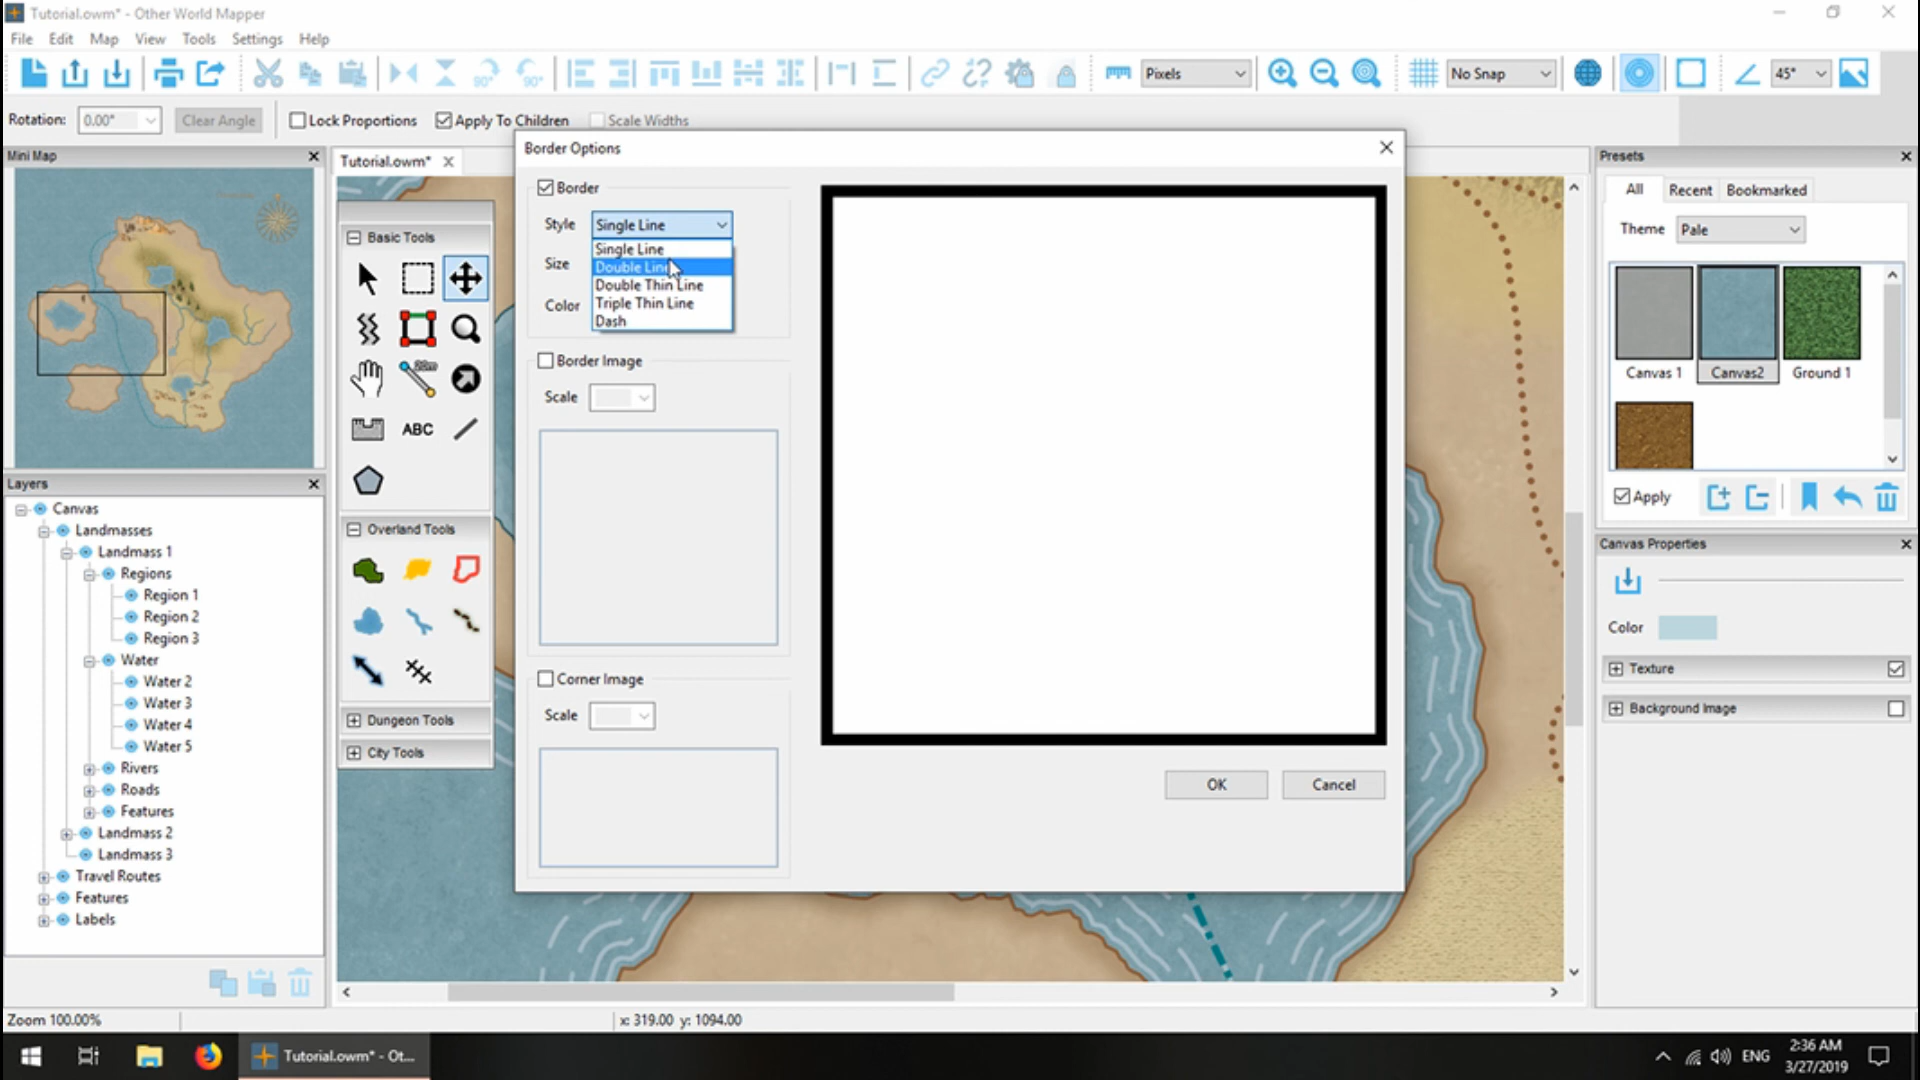 Tutorial.owm* - Other World Mapper
File Edit Map View Tools Settings Help
90° 90° Pixels No Snap 45°
Rotation: 0.00° Clear Angle Lock Proportions Apply To Children Scale Widths
Mini Map
Tutorial.owm*
Basic Tools
20m
ABC
Overland Tools
Dungeon Tools
City Tools
Layers
Canvas
Landmasses
Landmass 1
Regions
Region 1
Region 2
Region 3
Water
Water 2
Water 3
Water 4
Water 5
Rivers
Roads
Features
Landmass 2
Landmass 3
Travel Routes
Features
Labels
Border Options
Border
Style Single Line
Single Line
Double Line
Double Thin Line
Triple Thin Line
Dash
Size
Color
Border Image
Scale
Corner Image
Scale
OK Cancel
Presets
All Recent Bookmarked
Theme Pale
Canvas 1 Canvas2 Ground 1
Apply
Canvas Properties
Color
Texture
Background Image
Zoom 100.00% x: 319.00 y: 1094.00
Tutorial.owm* - Ot...
ENG
2:36 AM
3/27/2019